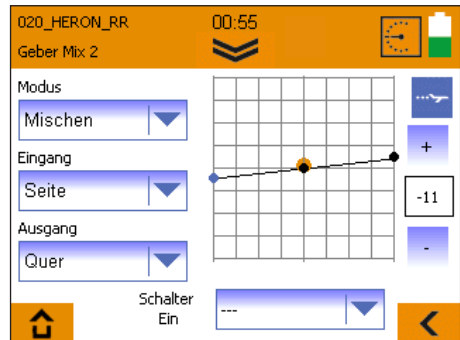 020_HERON_RR 00:55
Geber Mix 2
Modus
Mischen
Eingang
Seite
Ausgang
Quer
+
-11
-
Schalter
Ein
---